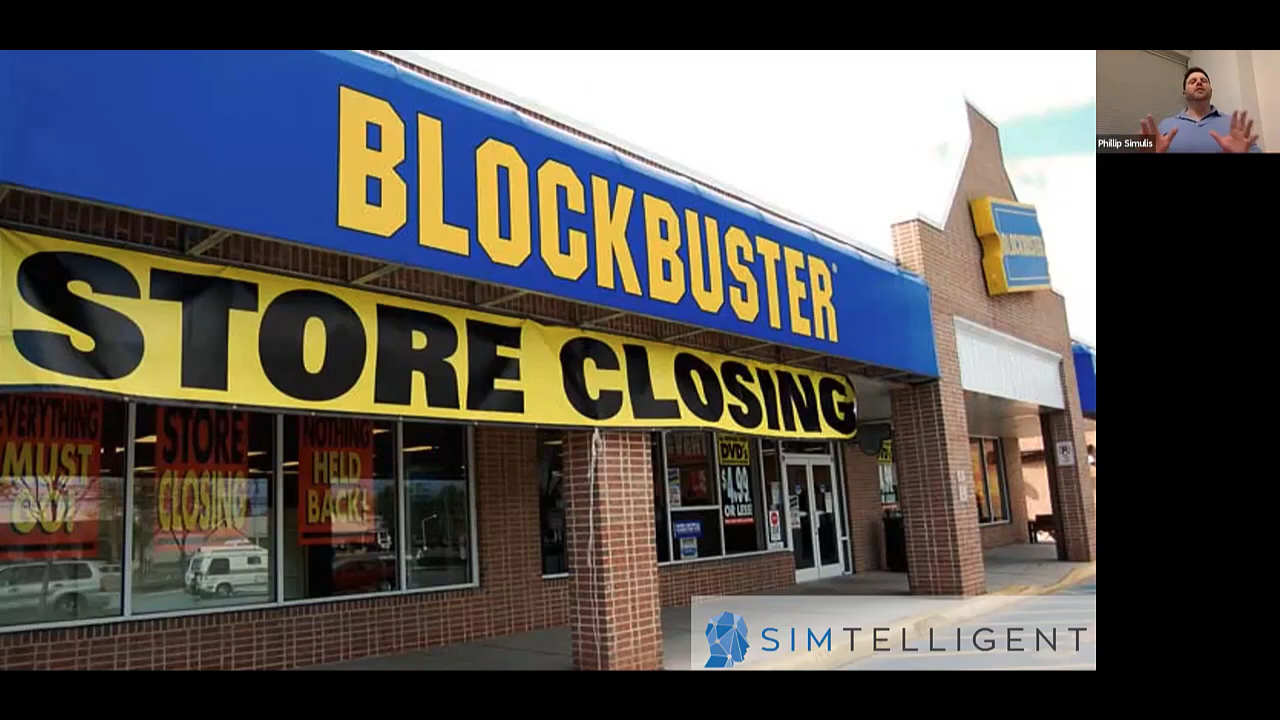 BLOCKBUSTER
BLOCKBUSTER
STORE CLOSING
EVERYTHING
MUST
GO!
STORE
CLOSING
NOTHING
HELD
BACK!
DVD's
$4.99
OR LESS!
SIMTELLIGENT
Phillip Simulis